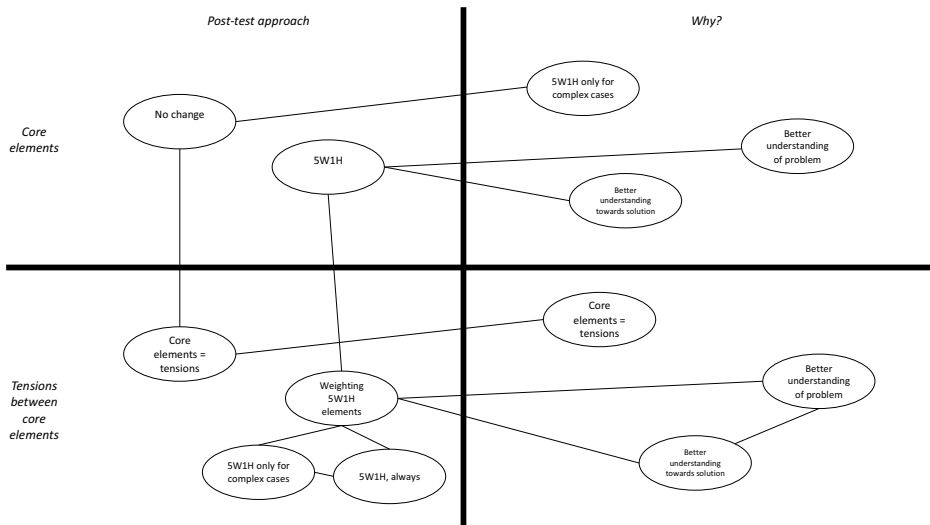 Post-test approach
Why?
Core
elements
No change
5W1H only for
complex cases
5W1H
Better
understanding
of problem
Better
understanding
towards solution
Tensions
between
core
elements
Core
elements =
tensions
Core
elements =
tensions
Weighting
5W1H
elements
Better
understanding
of problem
5W1H only for
complex cases
5W1H, always
Better
understanding
towards solution